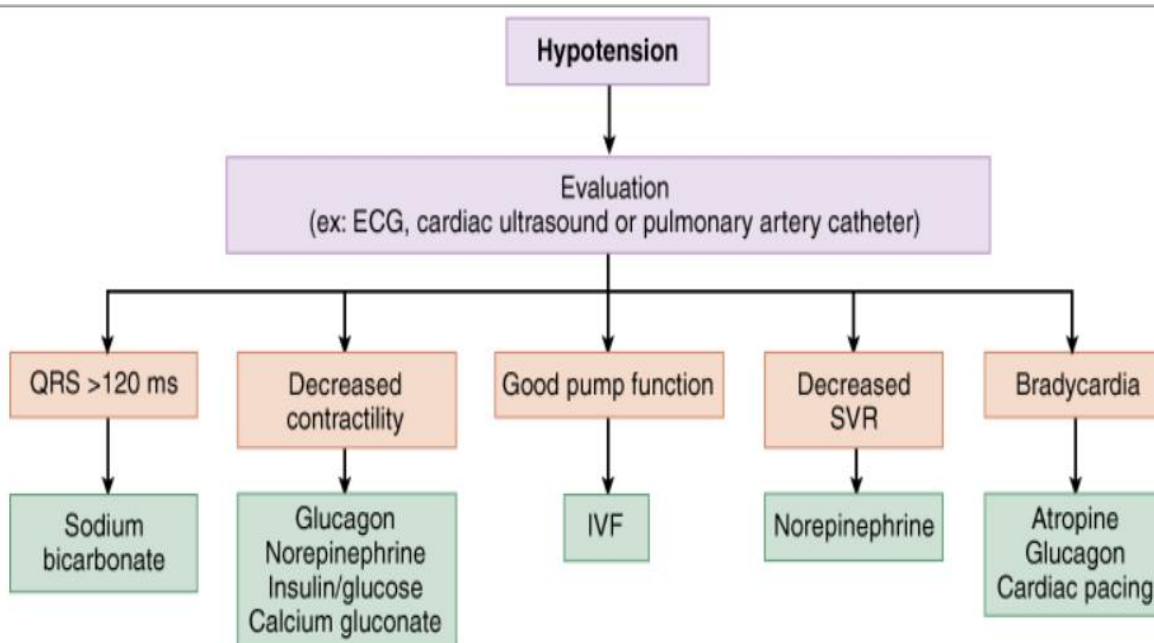 Hypotension
Evaluation
(ex: ECG, cardiac ultrasound or pulmonary artery catheter)
QRS >120 ms
Decreased
contractility
Good pump function
Decreased
SVR
Bradycardia
Sodium
bicarbonate
Glucagon
Norepinephrine
Insulin/glucose
Calcium gluconate
IVF
Norepinephrine
Atropine
Glucagon
Cardiac pacing